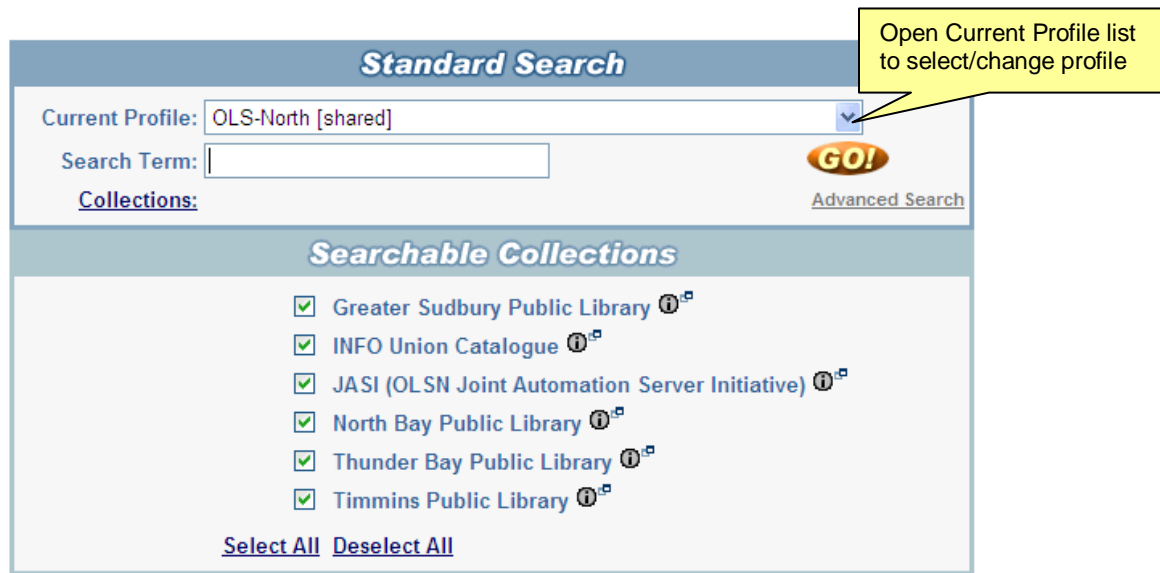 Open Current Profile list
to select/change profile
Standard Search
Current Profile: OLS-North [shared]
Search Term:
GO!
Collections:
Advanced Search
Searchable Collections
Greater Sudbury Public Library
INFO Union Catalogue
JASI (OLSN Joint Automation Server Initiative)
North Bay Public Library
Thunder Bay Public Library
Timmins Public Library
Select All Deselect All